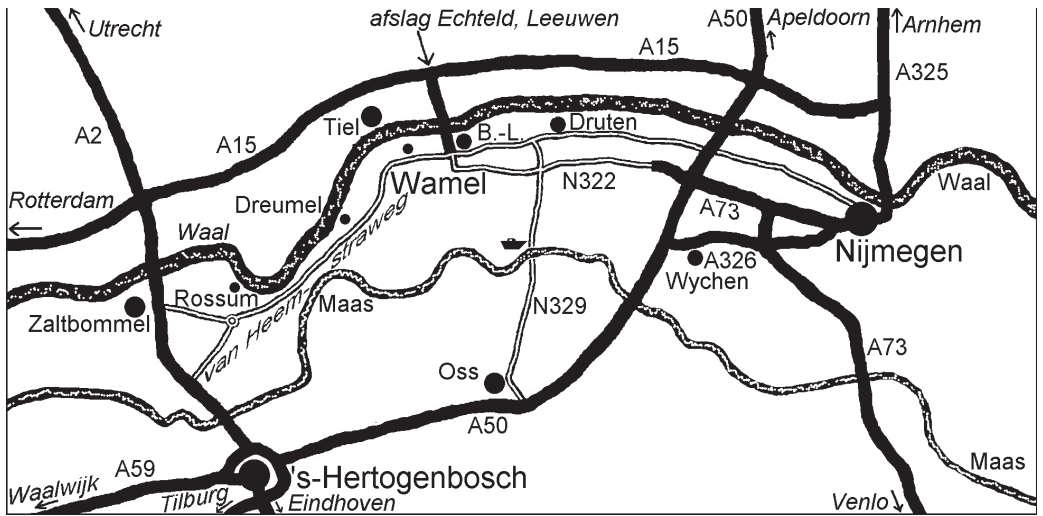 Utrecht
afslag Echteld, Leeuwen
A50
Apeldoorn
Arnhem
A15
A325
A2
Tiel
B.-L.
Druten
A15
Wamel
N322
Rotterdam
Dreumel
A73
Waal
Waal
Nijmegen
A326
Wychen
Rossum
van Heem-
straweg
Maas
Zaltbommel
N329
A73
Oss
A50
Maas
A59
's-Hertogenbosch
Waalwijk
Tilburg
Eindhoven
Venlo